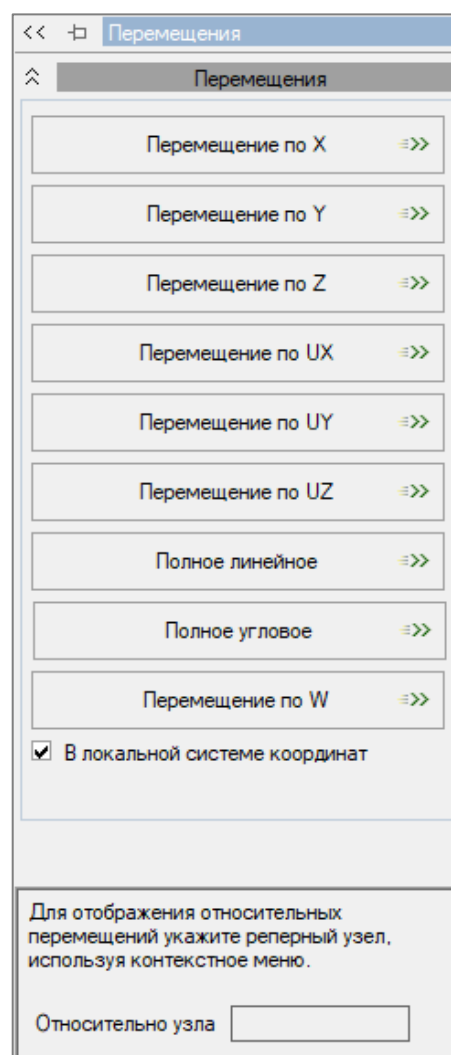 << Перемещения
Перемещения
Перемещение по X
Перемещение по Y
Перемещение по Z
Перемещение по UX
Перемещение по UY
Перемещение по UZ
Полное линейное
Полное угловое
Перемещение по W
В локальной системе координат
Для отображения относительных
перемещений укажите реперный узел,
используя контекстное меню.
Относительно узла